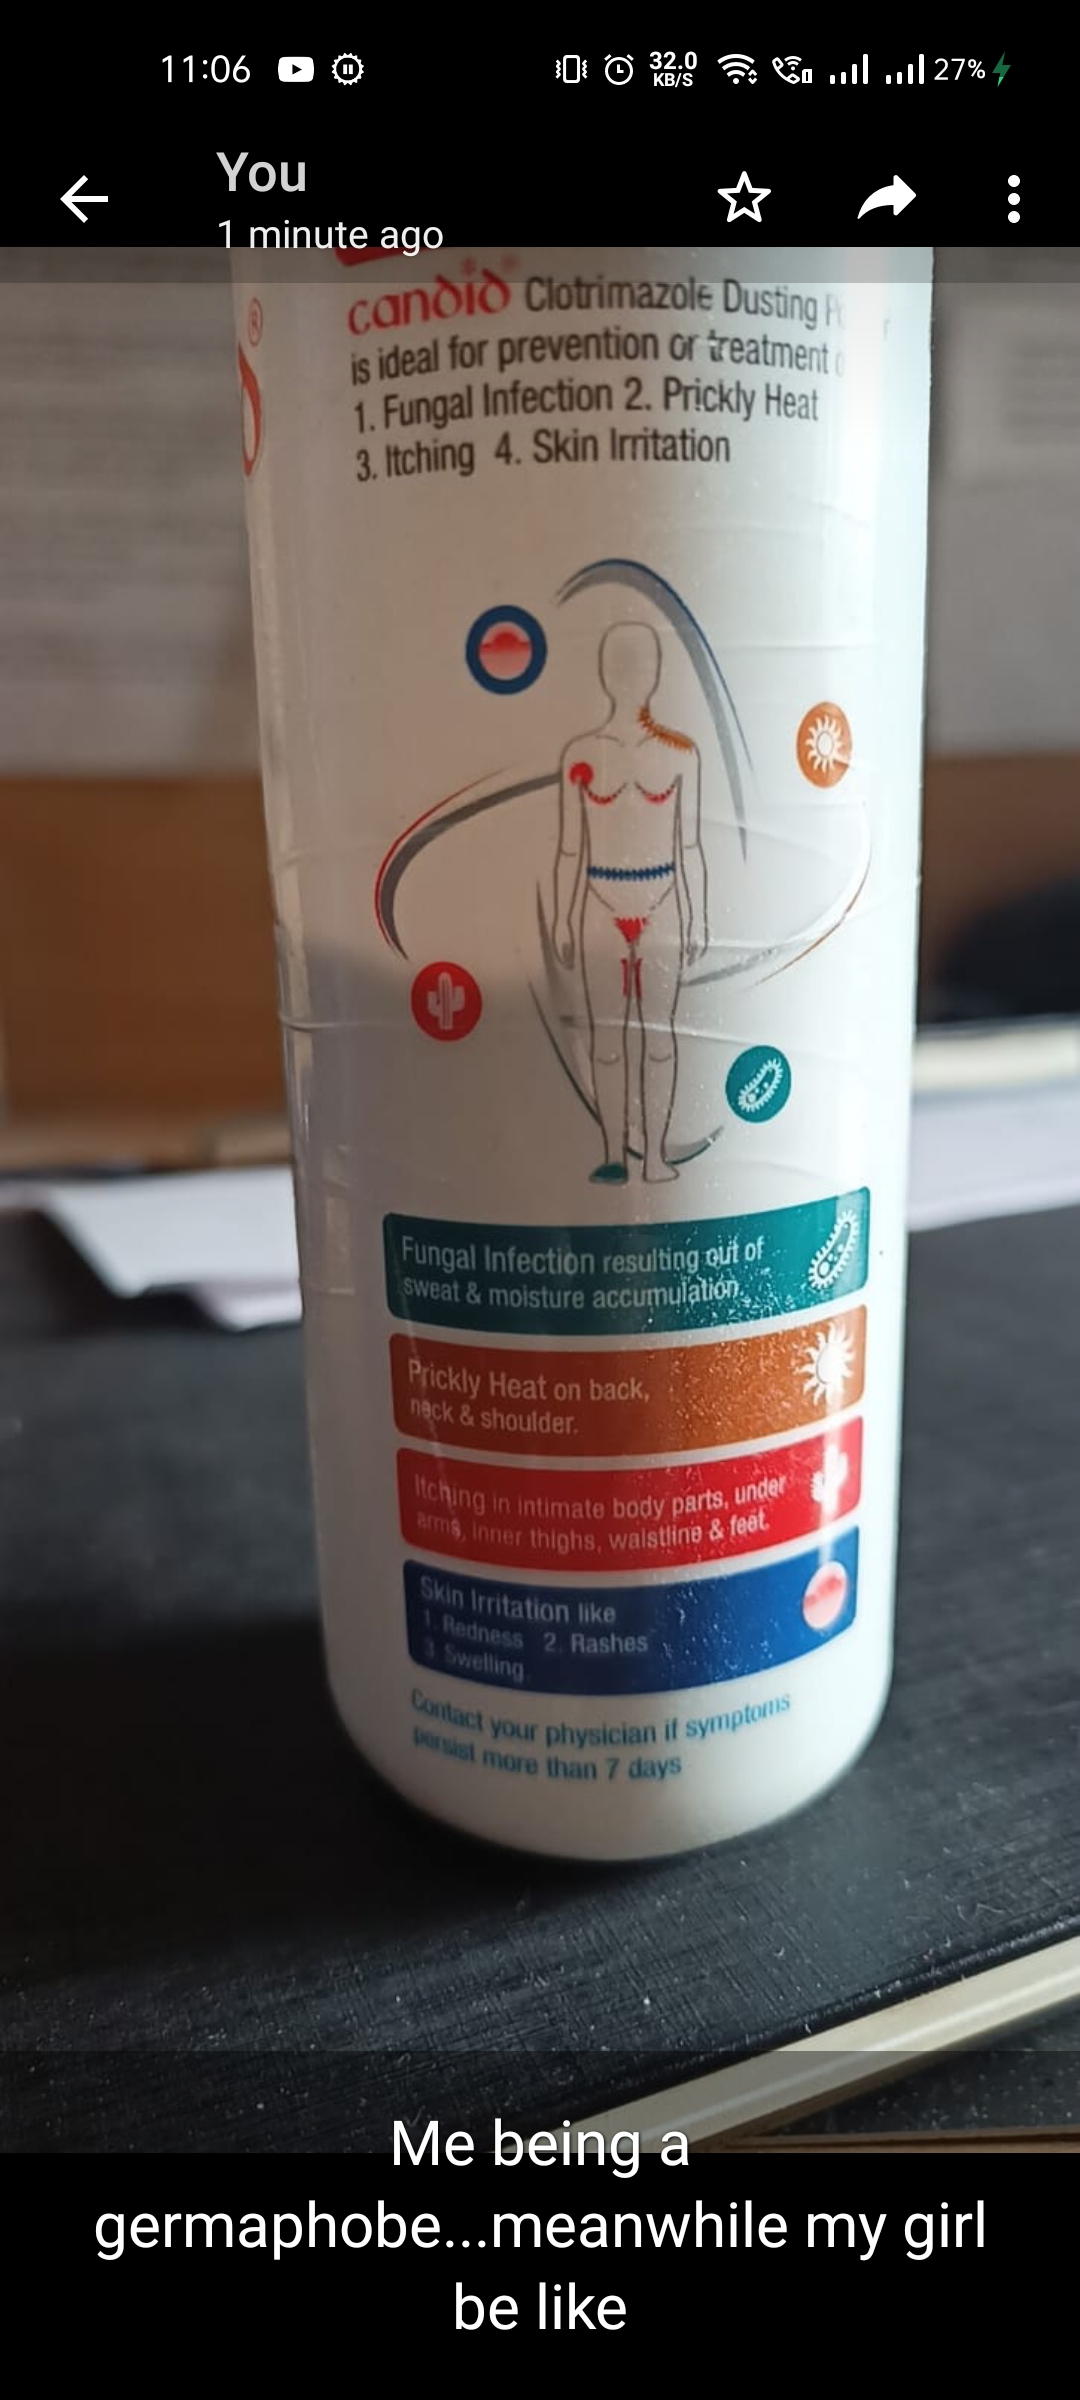 11:06
32.0
KB/S
27%
You
1 minute ago
candid® Clotrimazole Dusting
is ideal for prevention or treatment
1. Fungal Infection 2. Prickly Heat
3. Itching 4. Skin Irritation
®
Fungal Infection resulting out of
sweat & moisture accumulation.
Prickly Heat on back,
neck & shoulder.
Itching in intimate body parts, under
arms, inner thighs, waistline & feet.
Skin Irritation like
1. Redness 2. Rashes
3. Swelling
Contact your physician if symptoms
persist more than 7 days
Me being a
germaphobe...meanwhile my girl
be like